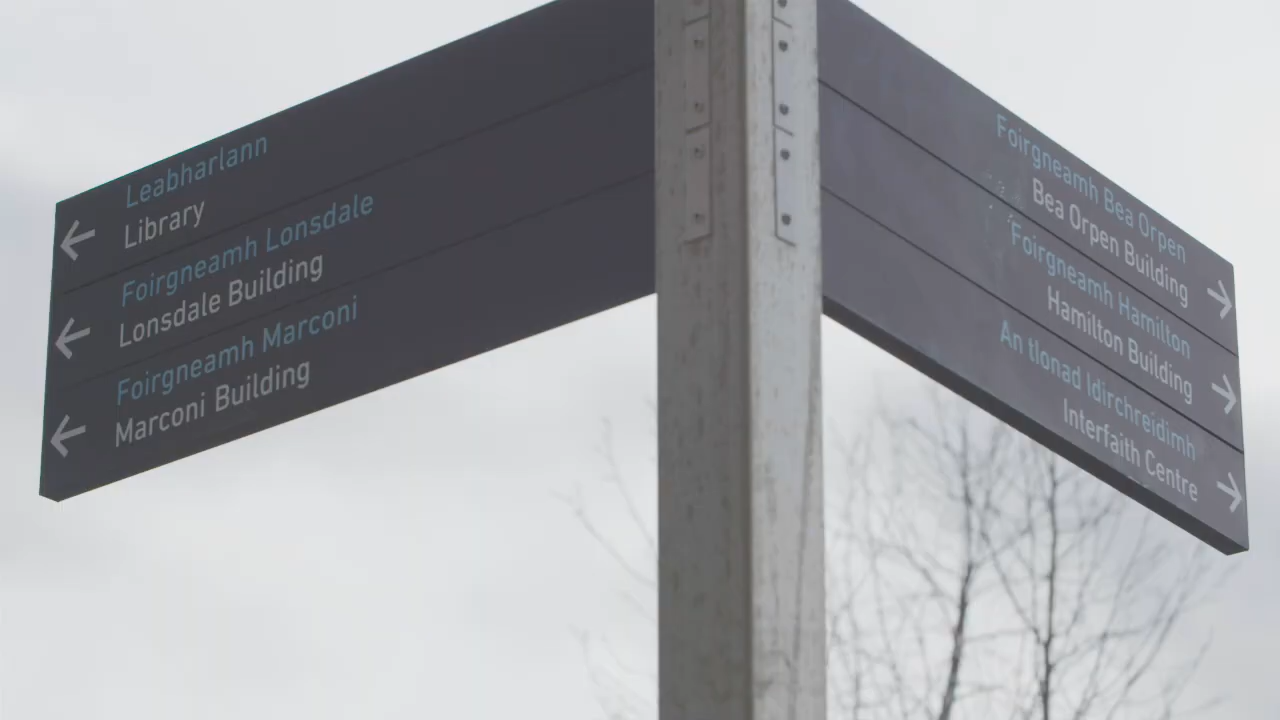 Leabharlann
Library
Foirgneamh Lonsdale
Lonsdale Building
Foirgneamh Marconi
Marconi Building
Foirgneamh Bea Orpen
Bea Orpen Building
Foirgneamh Hamilton
Hamilton Building
An tIonad Idirchreidimh
Interfaith Centre